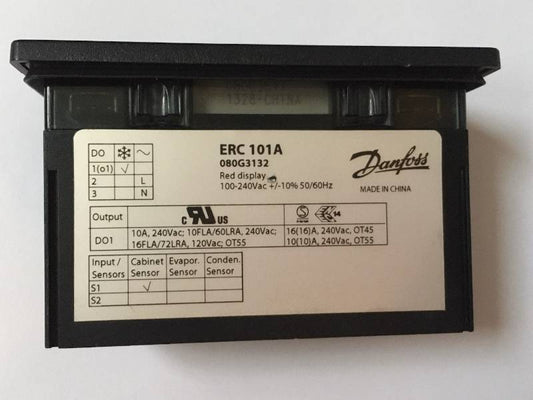 1328-CHINA
ERC 101A
080G3132
Red display
100-240Vac +/-10% 50/60Hz
Danfoss
MADE IN CHINA
DO
1(o1) √
2 L
3 N
Output c RU US S 14
DO1 10A, 240Vac; 10FLA/60LRA, 240Vac; 16(16)A, 240Vac, OT45
16FLA/72LRA, 120Vac; OT55 10(10)A, 240Vac, OT55
Input / Cabinet Evapor. Conden.
Sensors Sensor Sensor Sensor
S1 √
S2